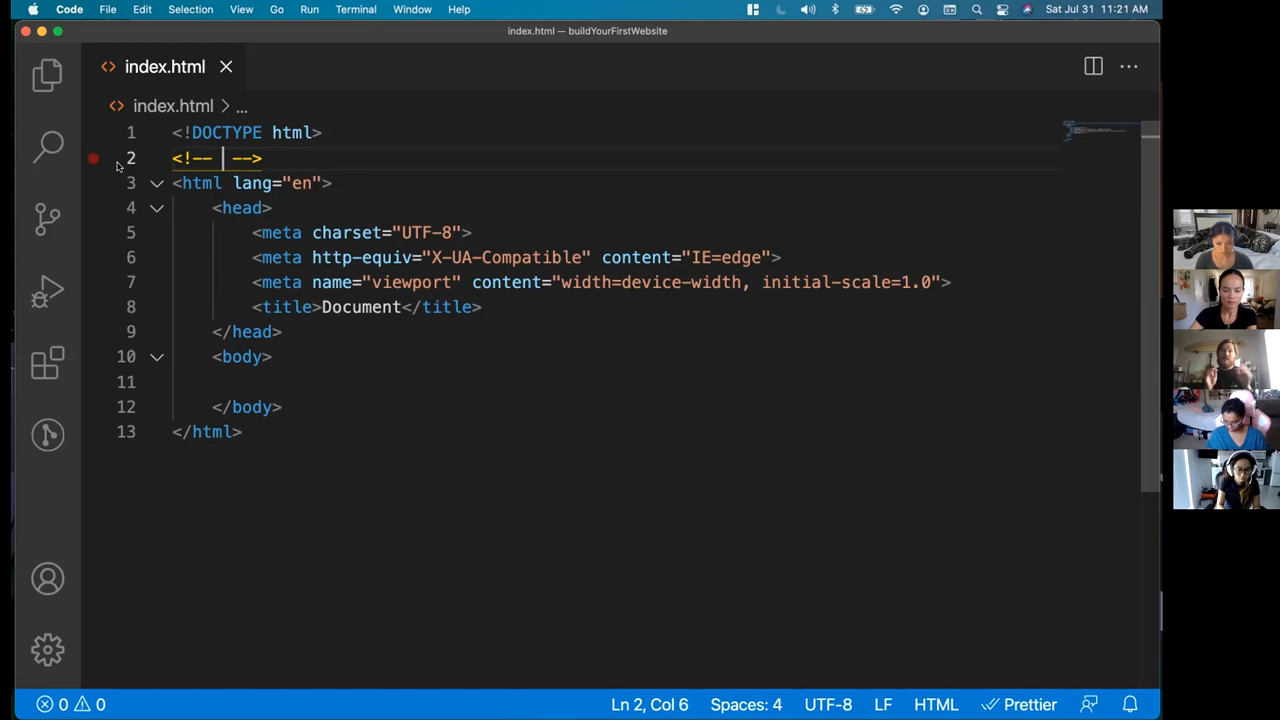 Code File Edit Selection View Go Run Terminal Window Help Sat Jul 31 11:21 AM
index.html — buildYourFirstWebsite
index.html
index.html > ...
1 <!DOCTYPE html>
2 <!--  -->
3 <html lang="en">
4 <head>
5 <meta charset="UTF-8">
6 <meta http-equiv="X-UA-Compatible" content="IE=edge">
7 <meta name="viewport" content="width=device-width, initial-scale=1.0">
8 <title>Document</title>
9 </head>
10 <body>
11
12 </body>
13 </html>
0 0 Ln 2, Col 6 Spaces: 4 UTF-8 LF HTML Prettier